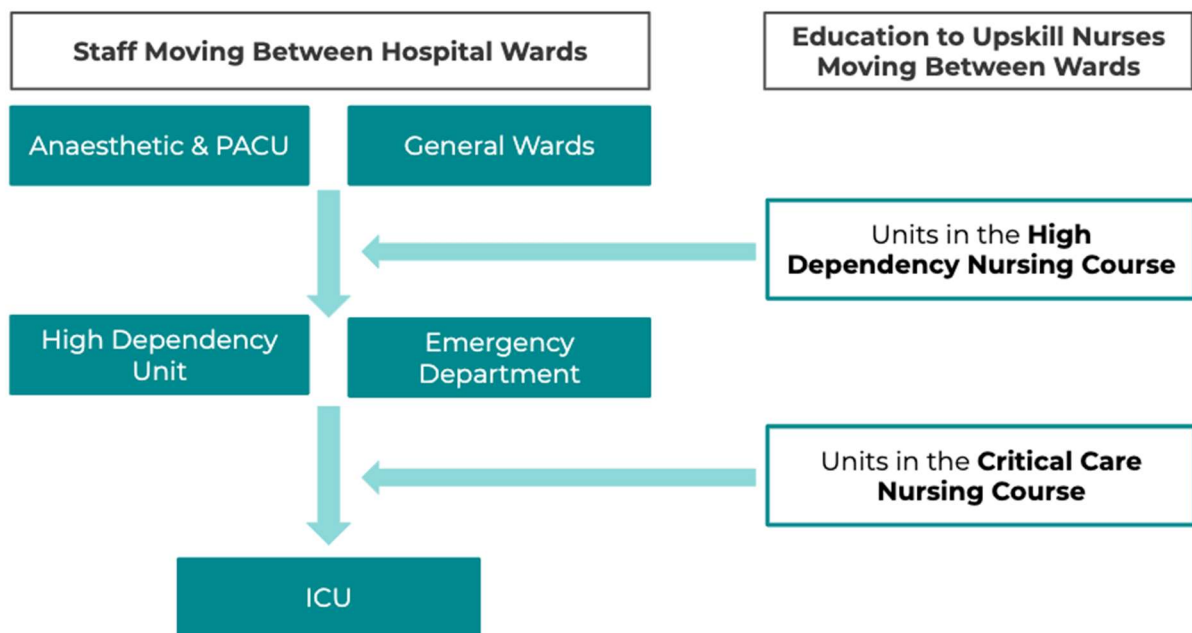 Staff Moving Between Hospital Wards
Education to Upskill Nurses
Moving Between Wards
Anaesthetic & PACU
General Wards
Units in the High
Dependency Nursing Course
High Dependency
Unit
Emergency
Department
Units in the Critical Care
Nursing Course
ICU